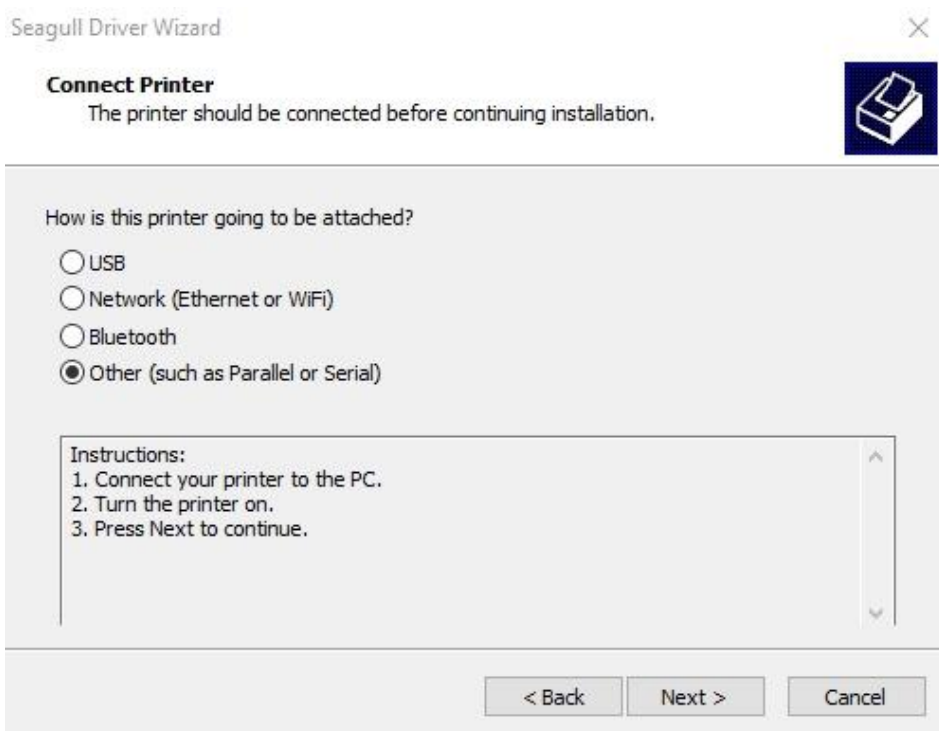 Seagull Driver Wizard
Connect Printer
The printer should be connected before continuing installation.
How is this printer going to be attached?
USB
Network (Ethernet or WiFi)
Bluetooth
Other (such as Parallel or Serial)
Instructions:
1. Connect your printer to the PC.
2. Turn the printer on.
3. Press Next to continue.
< Back Next > Cancel